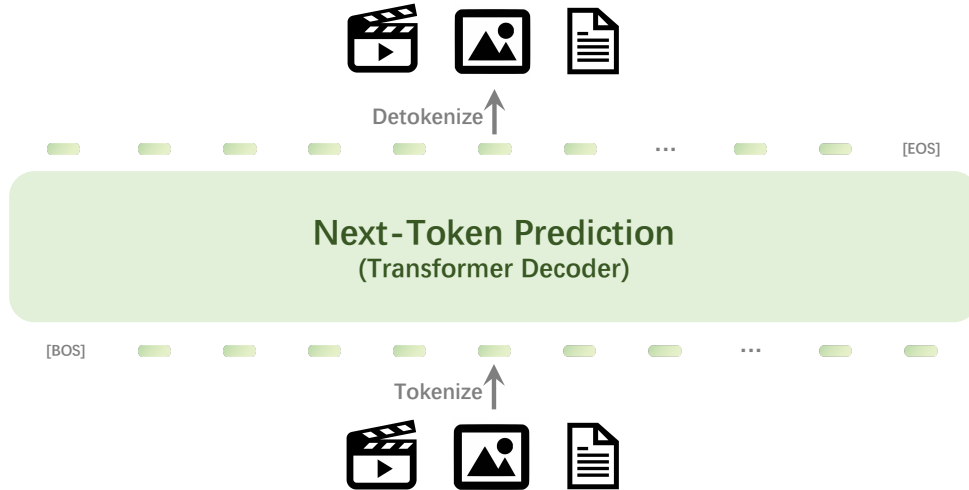 Detokenize
... [EOS]
Next-Token Prediction
(Transformer Decoder)
[BOS] ...
Tokenize